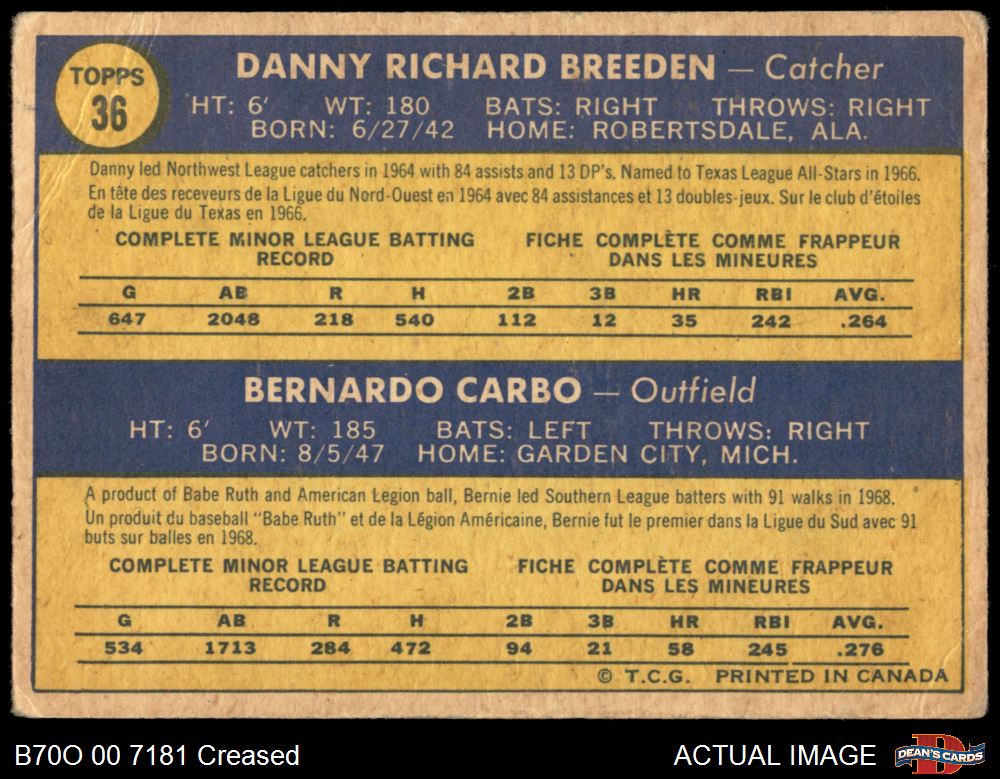 TOPPS
36
DANNY RICHARD BREEDEN — Catcher
HT: 6' WT: 180 BATS: RIGHT THROWS: RIGHT
BORN: 6/27/42 HOME: ROBERTSDALE, ALA.
Danny led Northwest League catchers in 1964 with 84 assists and 13 DP's. Named to Texas League All-Stars in 1966.
En tête des receveurs de la Ligue du Nord-Ouest en 1964 avec 84 assistances et 13 doubles-jeux. Sur le club d'étoiles
de la Ligue du Texas en 1966.
COMPLETE MINOR LEAGUE BATTING FICHE COMPLÈTE COMME FRAPPEUR
RECORD DANS LES MINEURES
G AB R H 2B 3B HR RBI AVG.
647 2048 218 540 112 12 35 242 .264
BERNARDO CARBO — Outfield
HT: 6' WT: 185 BATS: LEFT THROWS: RIGHT
BORN: 8/5/47 HOME: GARDEN CITY, MICH.
A product of Babe Ruth and American Legion ball, Bernie led Southern League batters with 91 walks in 1968.
Un produit du baseball "Babe Ruth" et de la Légion Américaine, Bernie fut le premier dans la Ligue du Sud avec 91
buts sur balles en 1968.
COMPLETE MINOR LEAGUE BATTING FICHE COMPLÈTE COMME FRAPPEUR
RECORD DANS LES MINEURES
G AB R H 2B 3B HR RBI AVG.
534 1713 284 472 94 21 58 245 .276
© T.C.G. PRINTED IN CANADA
B70O 00 7181 Creased ACTUAL IMAGE DEAN'S CARDS